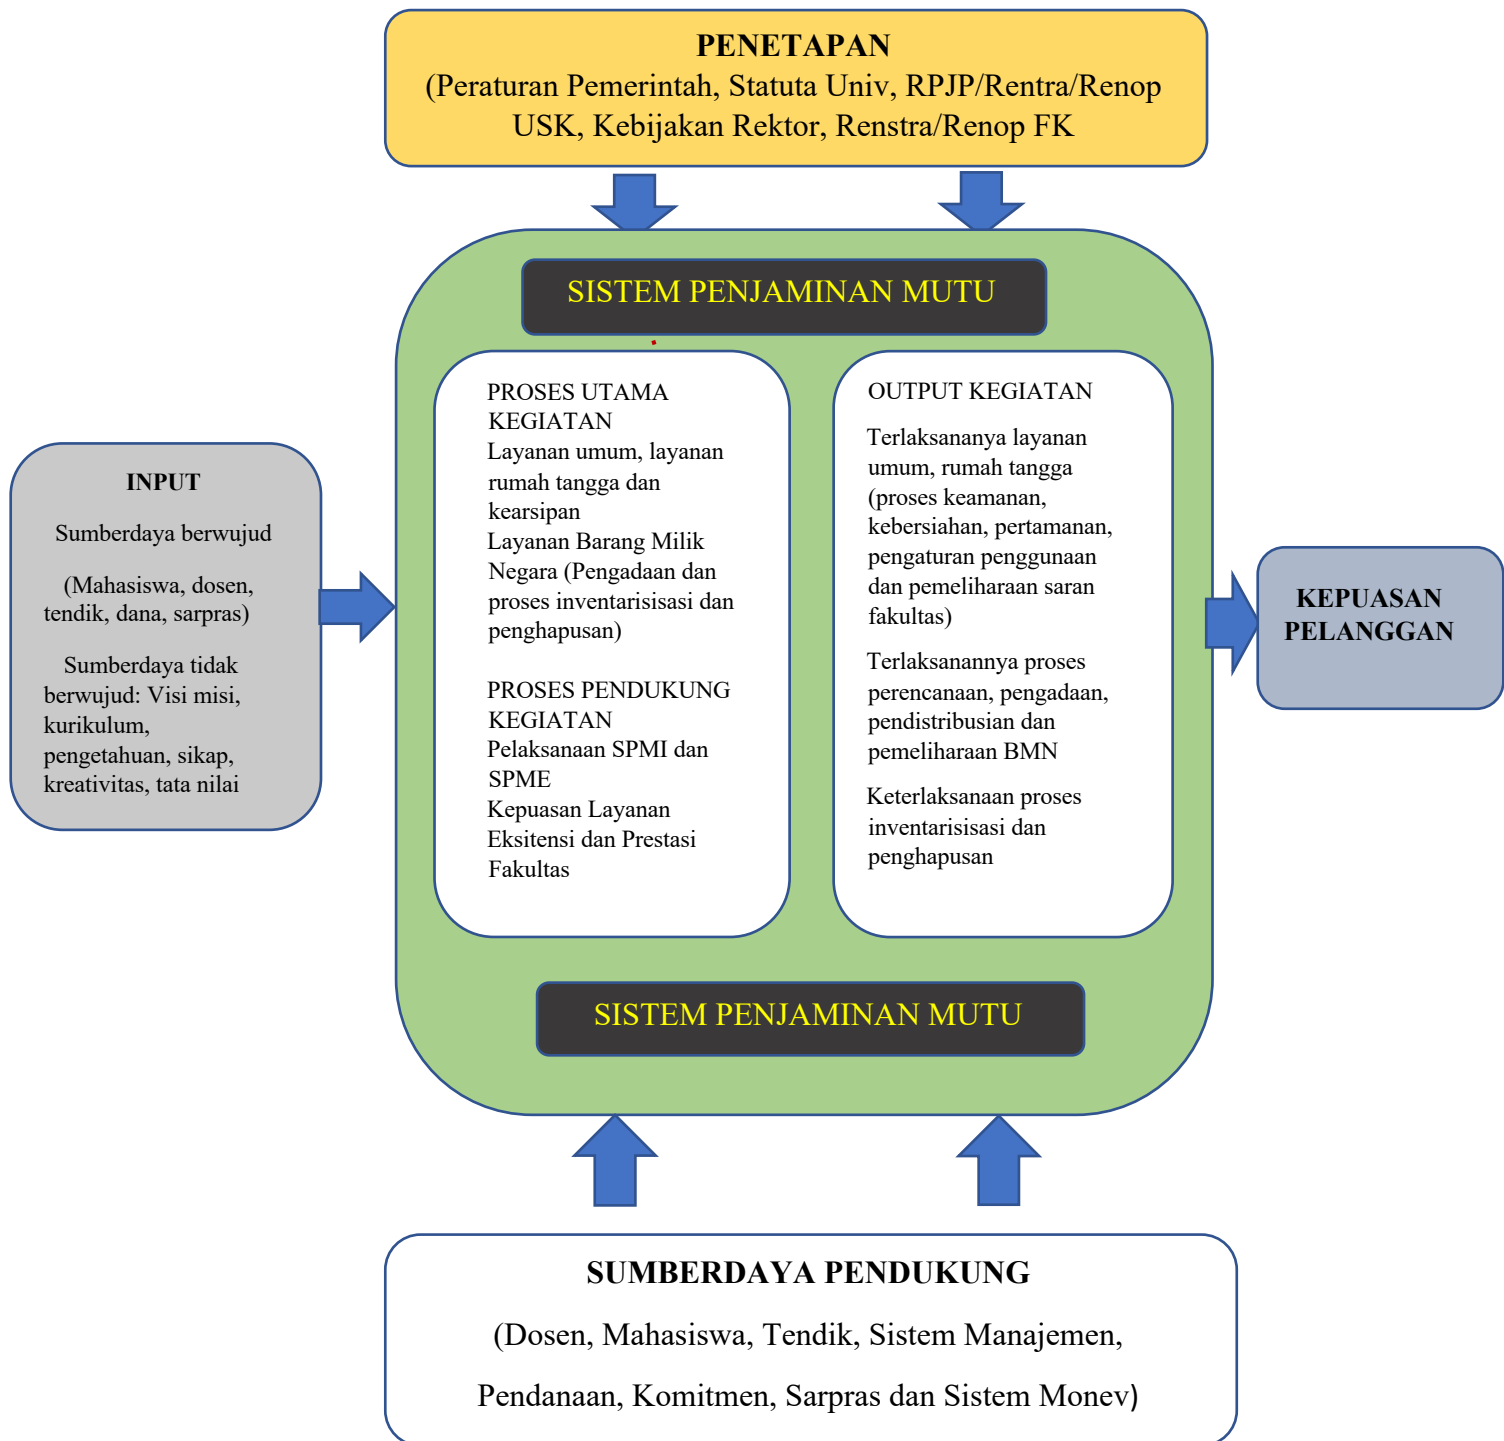 PENETAPAN
(Peraturan Pemerintah, Statuta Univ, RPJP/Rentra/Renop
USK, Kebijakan Rektor, Renstra/Renop FK
SISTEM PENJAMINAN MUTU
INPUT
Sumberdaya berwujud
(Mahasiswa, dosen,
tendik, dana, sarpras)
Sumberdaya tidak
berwujud: Visi misi,
kurikulum,
pengetahuan, sikap,
kreativitas, tata nilai
PROSES UTAMA
KEGIATAN
Layanan umum, layanan
rumah tangga dan
kearsipan
Layanan Barang Milik
Negara (Pengadaan dan
proses inventarisisasi dan
penghapusan)
PROSES PENDUKUNG
KEGIATAN
Pelaksanaan SPMI dan
SPME
Kepuasan Layanan
Eksitensi dan Prestasi
Fakultas
OUTPUT KEGIATAN
Terlaksananya layanan
umum, rumah tangga
(proses keamanan,
kebersiahan, pertamanan,
pengaturan penggunaan
dan pemeliharaan saran
fakultas)
Terlaksanannya proses
perencanaan, pengadaan,
pendistribusian dan
pemeliharaan BMN
Keterlaksanaan proses
inventarisisasi dan
penghapusan
KEPUASAN
PELANGGAN
SISTEM PENJAMINAN MUTU
SUMBERDAYA PENDUKUNG
(Dosen, Mahasiswa, Tendik, Sistem Manajemen,
Pendanaan, Komitmen, Sarpras dan Sistem Monev)